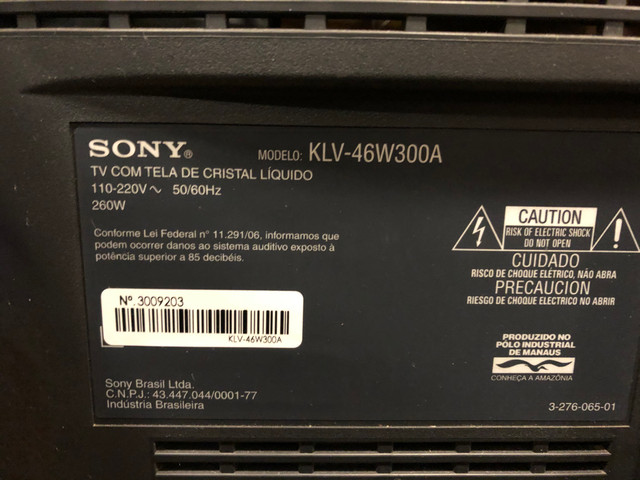 SONY® MODELO: KLV-46W300A
TV COM TELA DE CRISTAL LÍQUIDO
110-220V ~ 50/60Hz
260W
Conforme Lei Federal n° 11.291/06, informamos que
podem ocorrer danos ao sistema auditivo exposto à
potência superior a 85 decibéis.
CAUTION
RISK OF ELECTRIC SHOCK
DO NOT OPEN
CUIDADO
RISCO DE CHOQUE ELÉTRICO, NÃO ABRA
PRECAUCION
RIESGO DE CHOQUE ELECTRICO NO ABRIR
Nº. 3009203
KLV-46W300A
PRODUZIDO NO
PÓLO INDUSTRIAL
DE MANAUS
CONHEÇA A AMAZÔNIA
Sony Brasil Ltda.
C.N.P.J.: 43.447.044/0001-77
Indústria Brasileira
3-276-065-01